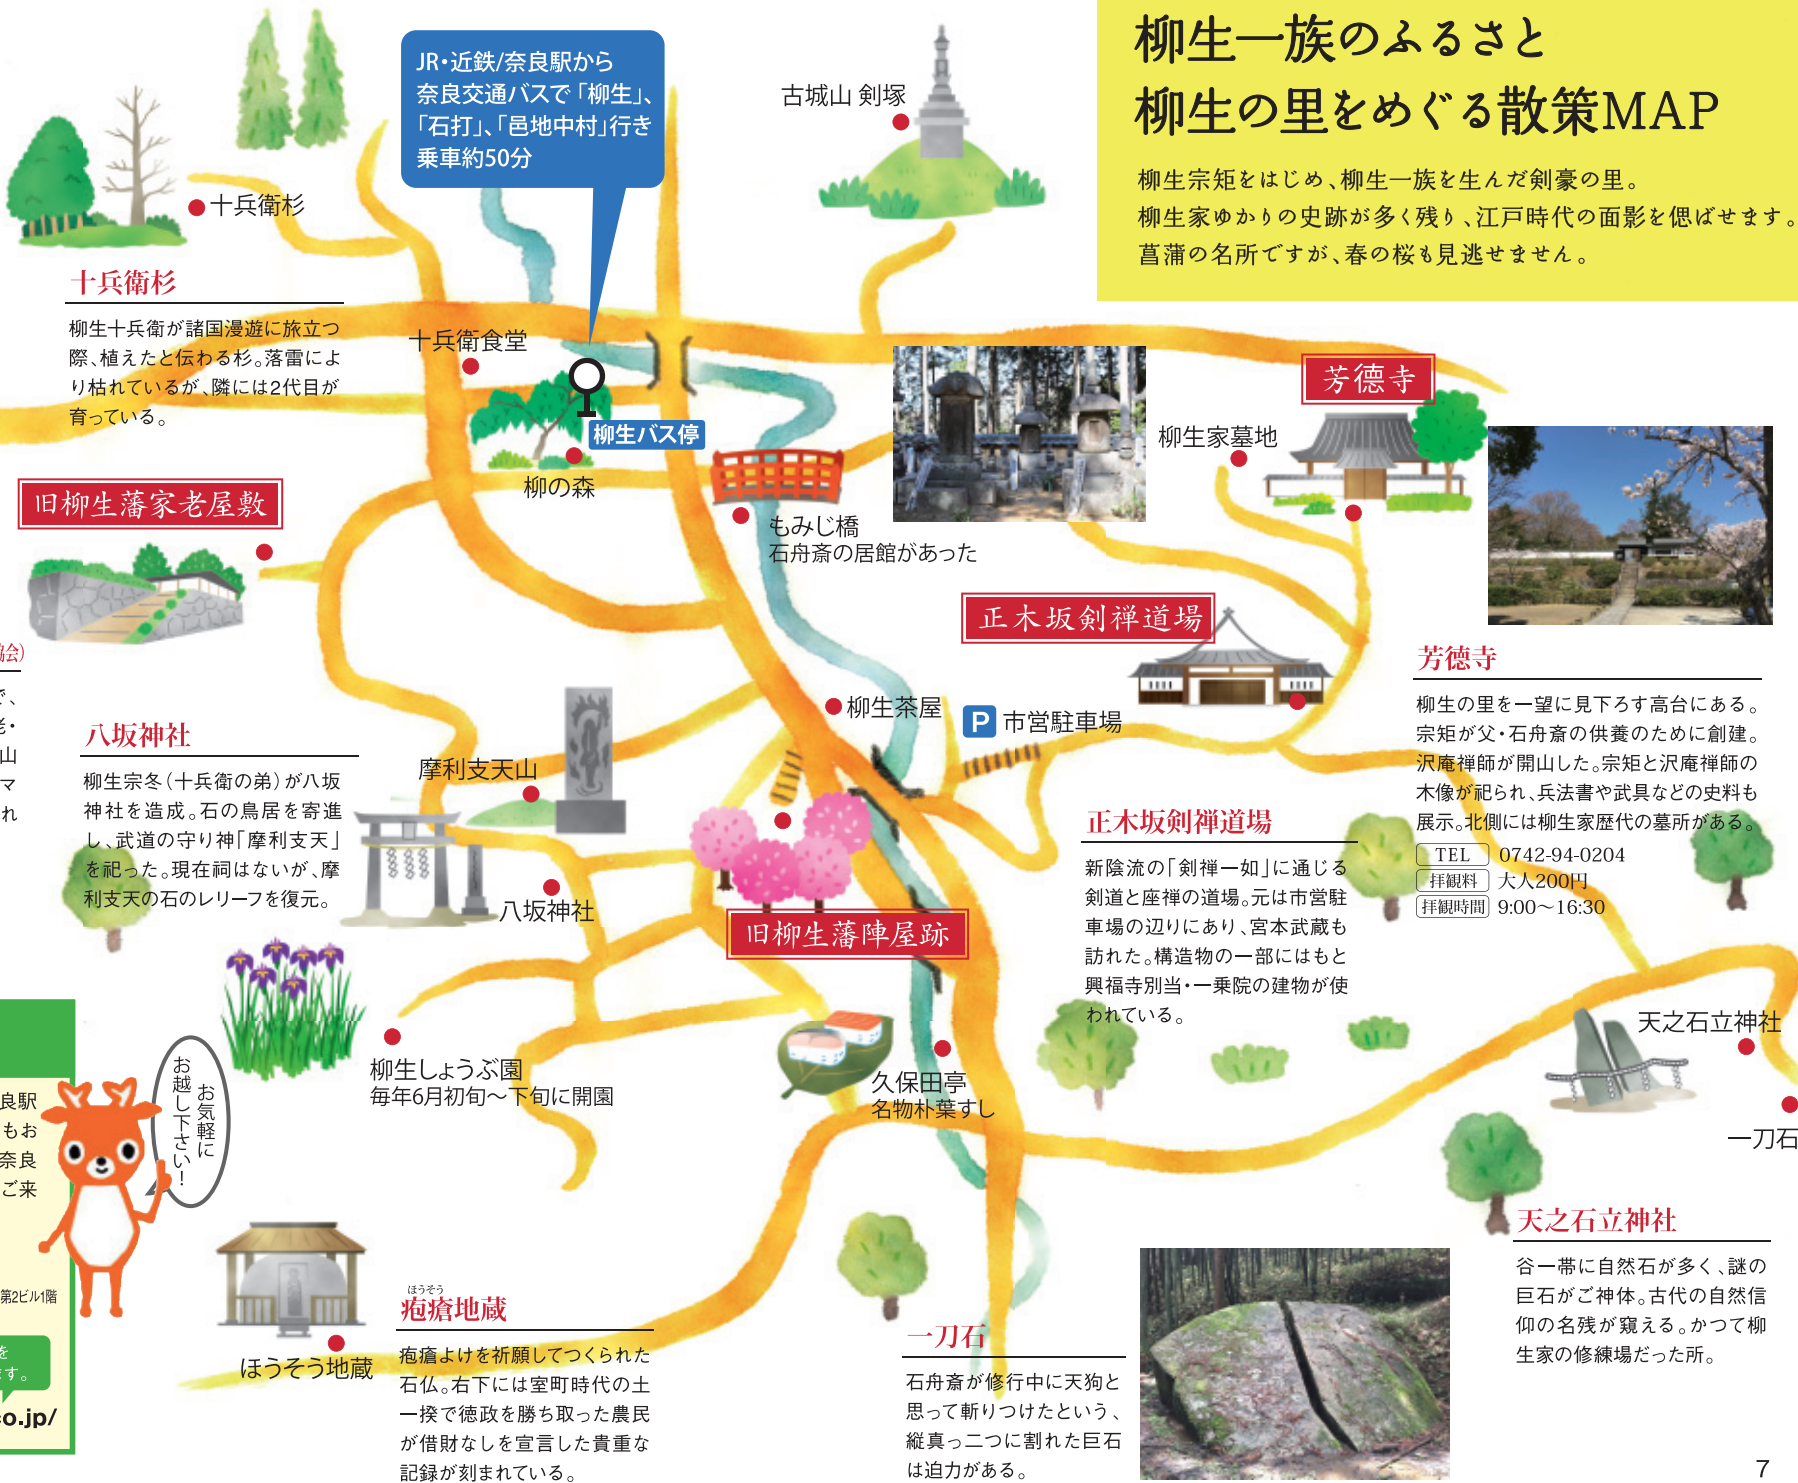 柳生一族のふるさと
柳生の里をめぐる散策MAP
柳生宗矩をはじめ、柳生一族を生んだ剣豪の里。
柳生家ゆかりの史跡が多く残り、江戸時代の面影を偲ばせます。
菖蒲の名所ですが、春の桜も見逃せません。
JR・近鉄/奈良駅から
奈良交通バスで「柳生」、
「石打」、「邑地中村」行き
乗車約50分
古城山 剣塚
十兵衛杉
十兵衛杉
柳生十兵衛が諸国漫遊に旅立つ
際、植えたと伝わる杉。落雷によ
り枯れているが、隣には2代目が
育っている。
十兵衛食堂
柳生バス停
柳の森
もみじ橋
石舟斎の居館があった
柳生家墓地
芳徳寺
旧柳生藩家老屋敷
正木坂剣禅道場
芳徳寺
柳生の里を一望に見下ろす高台にある。
宗矩が父・石舟斎の供養のために創建。
沢庵禅師が開山した。宗矩と沢庵禅師の
木像が祀られ、兵法書や武具などの史料も
展示。北側には柳生家歴代の墓所がある。
TEL 0742-94-0204
拝観料 大人200円
拝観時間 9:00〜16:30
協会)
で、
老・
山
マ
れ
八坂神社
柳生宗冬（十兵衛の弟）が八坂
神社を造成。石の鳥居を寄進
し、武道の守り神「摩利支天」
を祀った。現在祠はないが、摩
利支天の石のレリーフを復元。
摩利支天山
八坂神社
柳生茶屋
P 市営駐車場
旧柳生藩陣屋跡
正木坂剣禅道場
新陰流の「剣禅一如」に通じる
剣道と座禅の道場。元は市営駐
車場の辺りにあり、宮本武蔵も
訪れた。構造物の一部にはもと
興福寺別当・一乗院の建物が使
われている。
柳生しょうぶ園
毎年6月初旬〜下旬に開園
久保田亭
名物朴葉すし
天之石立神社
一刀石
お気軽に
お越し下さい！
良駅
もお
奈良
ご来
第2ビル1階
を
す。
co.jp/
ほうそう地蔵
ほうそう
疱瘡地蔵
疱瘡よけを祈願してつくられた
石仏。右下には室町時代の土
一揆で徳政を勝ち取った農民
が借財なしを宣言した貴重な
記録が刻まれている。
一刀石
石舟斎が修行中に天狗と
思って斬りつけたという、
縦真っ二つに割れた巨石
は迫力がある。
天之石立神社
谷一帯に自然石が多く、謎の
巨石がご神体。古代の自然信
仰の名残が窺える。かつて柳
生家の修練場だった所。
7